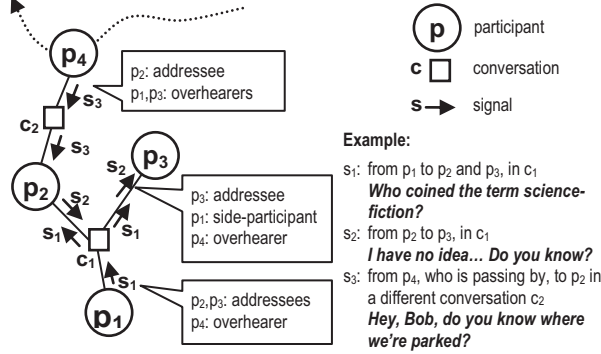 p4
p2: addressee
p1,p3: overhearers
s3
c2
s3
p3
s2
p2
s2
s1
s1
c1
p3: addressee
p1: side-participant
p4: overhearer
s1
p1
p2,p3: addressees
p4: overhearer
p participant
c conversation
s signal
Example:
s1: from p1 to p2 and p3, in c1
Who coined the term science-
fiction?
s2: from p2 to p3, in c1
I have no idea... Do you know?
s3: from p4, who is passing by, to p2 in
a different conversation c2
Hey, Bob, do you know where
we're parked?